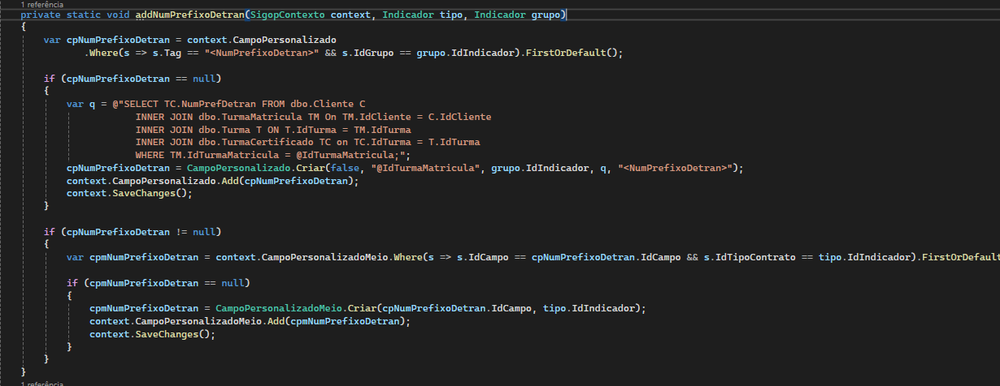 1 referência
private static void addNumPrefixoDetran(SigopContexto context, Indicador tipo, Indicador grupo)
{
var cpNumPrefixoDetran = context.CampoPersonalizado
.Where(s => s.Tag == "<NumPrefixoDetran>" && s.IdGrupo == grupo.IdIndicador).FirstOrDefault();
if (cpNumPrefixoDetran == null)
{
var q = @"SELECT TC.NumPrefDetran FROM dbo.Cliente C
INNER JOIN dbo.TurmaMatricula TM On TM.IdCliente = C.IdCliente
INNER JOIN dbo.Turma T ON T.IdTurma = TM.IdTurma
INNER JOIN dbo.TurmaCertificado TC on TC.IdTurma = T.IdTurma
WHERE TM.IdTurmaMatricula = @IdTurmaMatricula;";
cpNumPrefixoDetran = CampoPersonalizado.Criar(false, "@IdTurmaMatricula", grupo.IdIndicador, q, "<NumPrefixoDetran>");
context.CampoPersonalizado.Add(cpNumPrefixoDetran);
context.SaveChanges();
}
if (cpNumPrefixoDetran != null)
{
var cpmNumPrefixoDetran = context.CampoPersonalizadoMeio.Where(s => s.IdCampo == cpNumPrefixoDetran.IdCampo && s.IdTipoContrato == tipo.IdIndicador).FirstOrDefault
if (cpmNumPrefixoDetran == null)
{
cpmNumPrefixoDetran = CampoPersonalizadoMeio.Criar(cpNumPrefixoDetran.IdCampo, tipo.IdIndicador);
context.CampoPersonalizadoMeio.Add(cpmNumPrefixoDetran);
context.SaveChanges();
}
}
}
1 referência